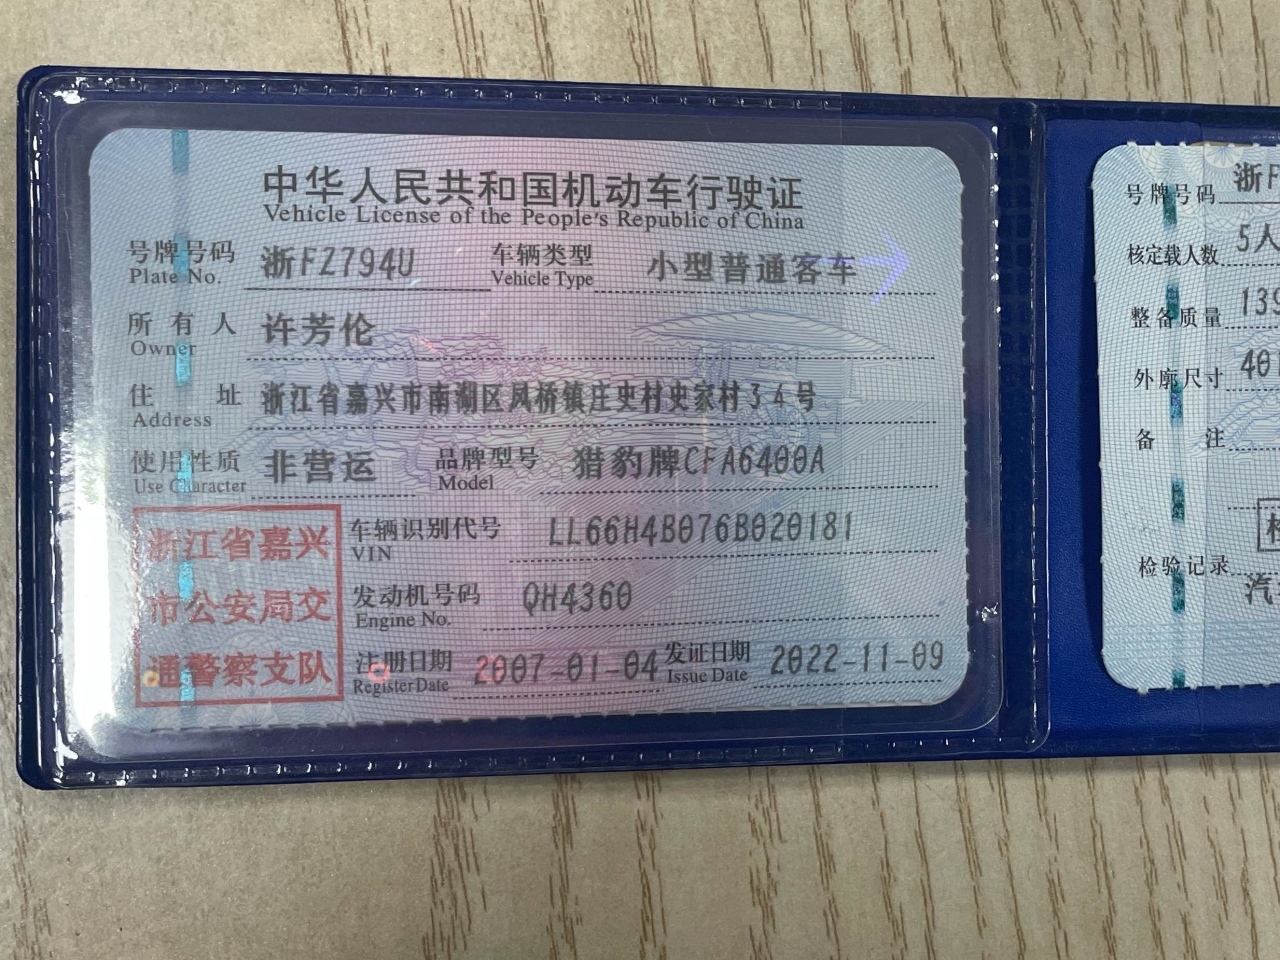 中华人民共和国机动车行驶证
Vehicle License of the People's Republic of China
号牌号码 浙FZ794U 车辆类型 小型普通客车
Plate No. Vehicle Type
所有人 许芳伦
Owner
住址 浙江省嘉兴市南湖区凤桥镇庄史村史家村34号
Address
使用性质 非营运 品牌型号 猎豹牌CFA6400A
Use Character Model
浙江省嘉兴
市公安局交
通警察支队
车辆识别代号 LL66H4B076B020181
VIN
发动机号码 QH4360
Engine No.
注册日期 2007-01-04 发证日期 2022-11-09
Register Date Issue Date
号牌号码 浙F
核定载人数 5人
整备质量 139
外廓尺寸 401
备注
检验记录
汽